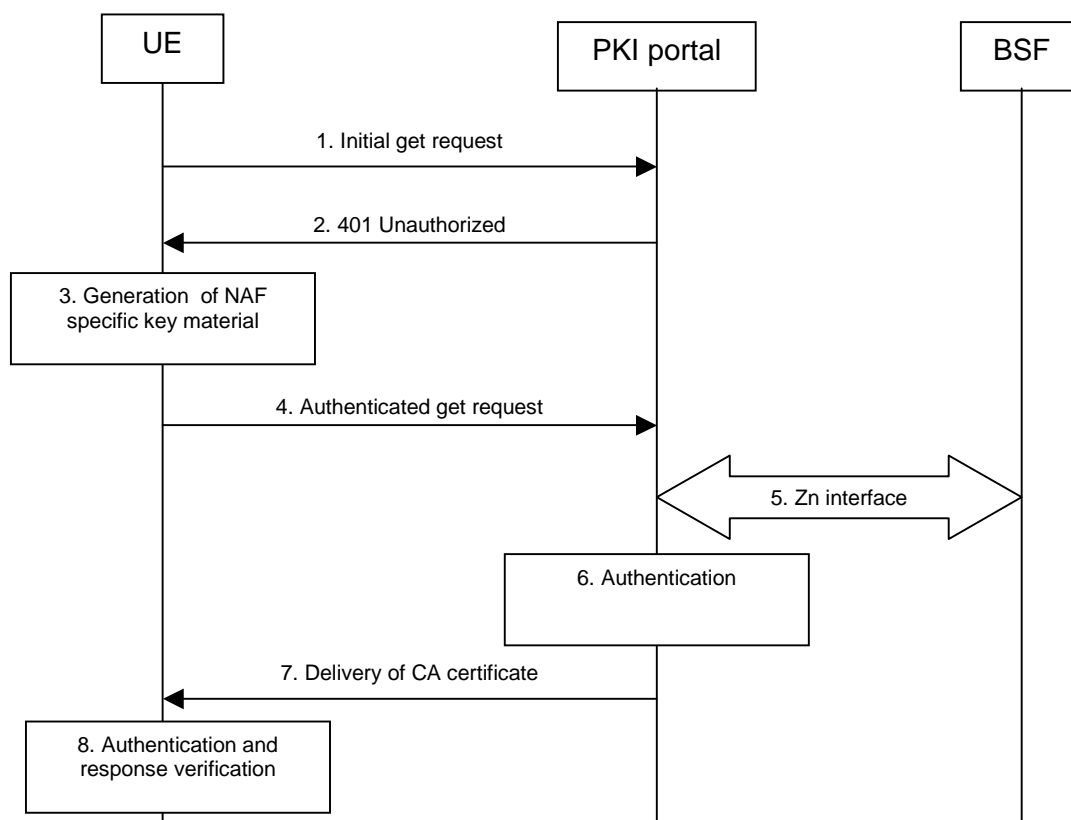 UE
PKI portal
BSF
1. Initial get request
2. 401 Unauthorized
3. Generation of NAF
specific key material
4. Authenticated get request
5. Zn interface
6. Authentication
7. Delivery of CA certificate
8. Authentication and
response verification